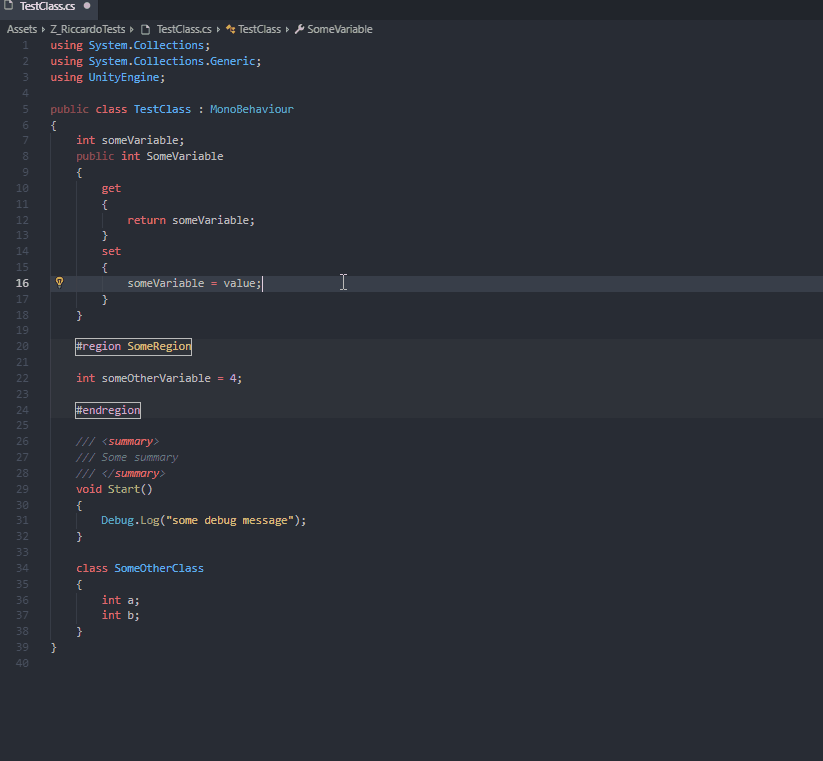 TestClass.cs
Assets Z_RiccardoTests TestClass.cs TestClass SomeVariable
1 using System.Collections;
2 using System.Collections.Generic;
3 using UnityEngine;
4
5 public class TestClass : MonoBehaviour
6 {
7 int someVariable;
8 public int SomeVariable
9 {
10 get
11 {
12 return someVariable;
13 }
14 set
15 {
16 someVariable = value;
17 }
18 }
19
20 #region SomeRegion
21
22 int someOtherVariable = 4;
23
24 #endregion
25
26 /// <summary>
27 /// Some summary
28 /// </summary>
29 void Start()
30 {
31 Debug.Log("some debug message");
32 }
33
34 class SomeOtherClass
35 {
36 int a;
37 int b;
38 }
39 }
40